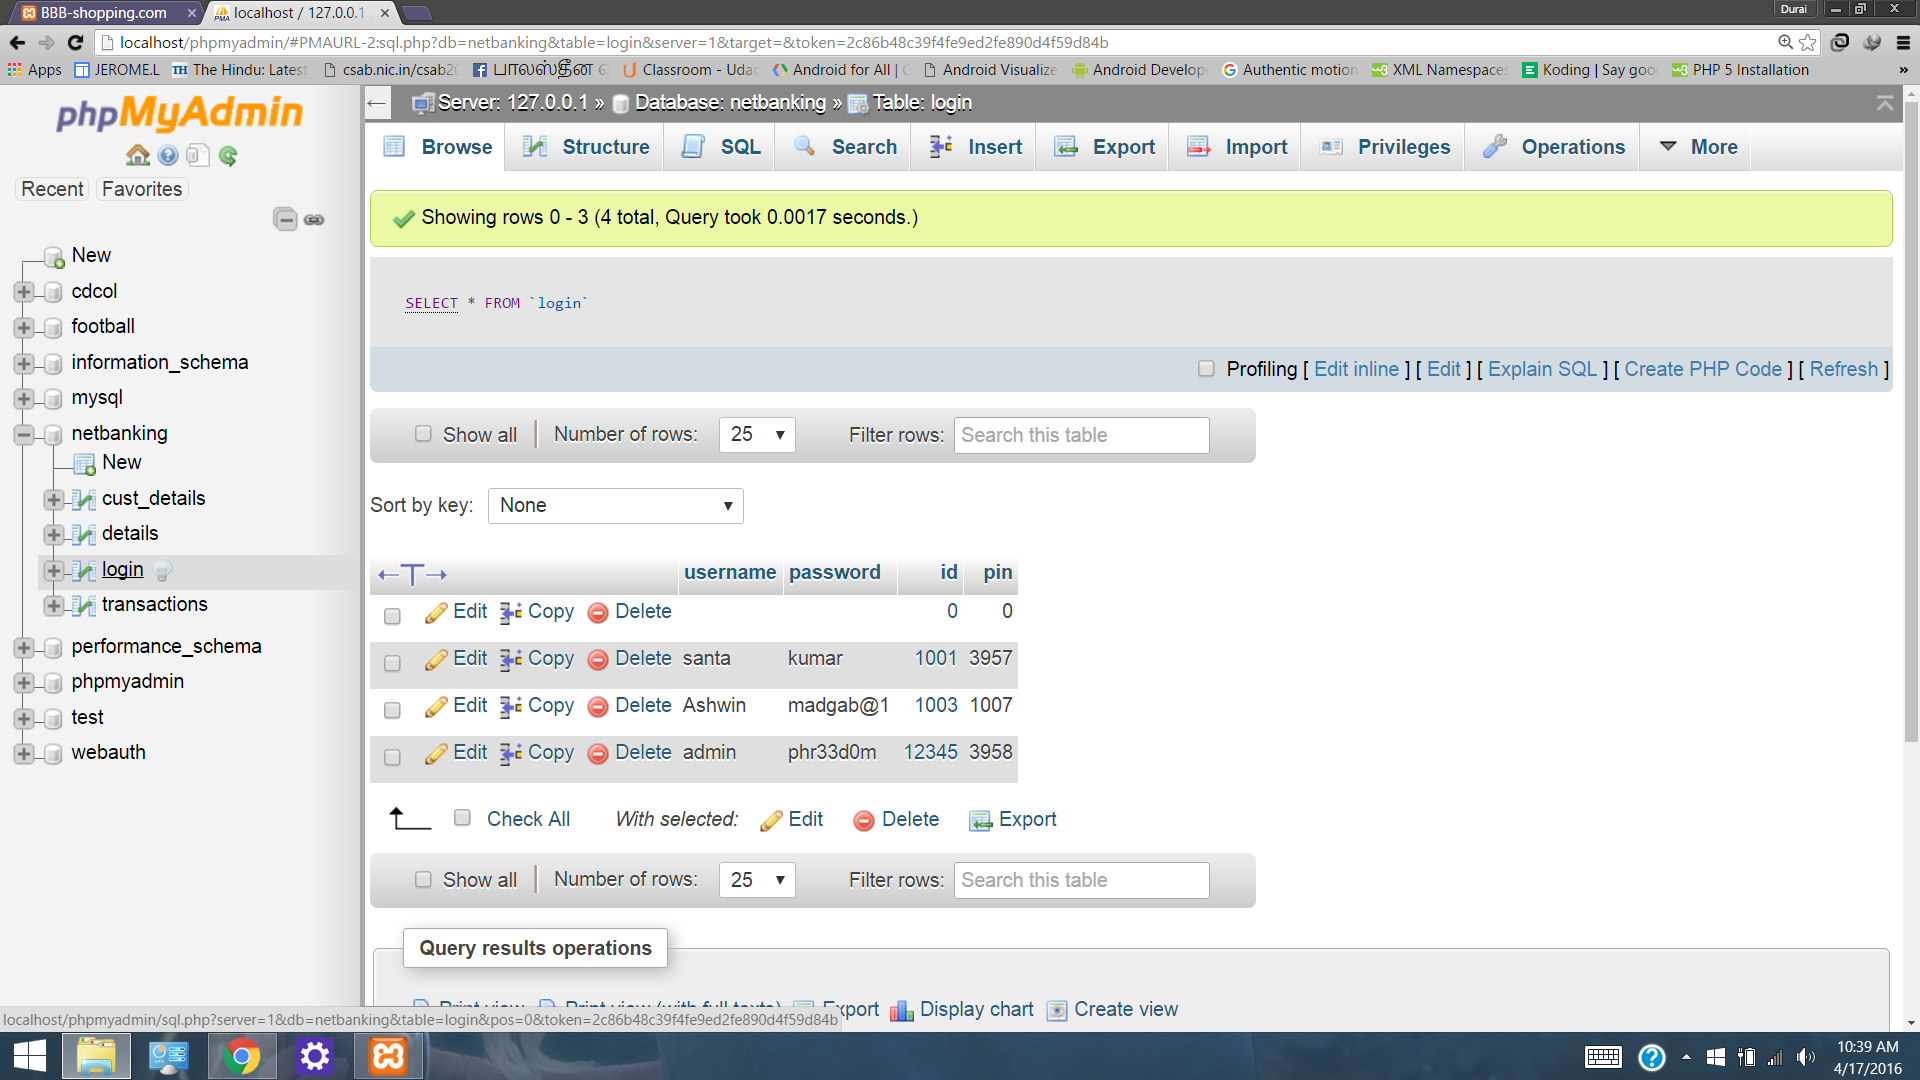 BBB-shopping.com × localhost / 127.0.0.1 × Durai
localhost/phpmyadmin/#PMAURL-2:sql.php?db=netbanking&table=login&server=1&target=&token=2c86b48c39f4fe9ed2fe890d4f59d84b
Apps JEROME.L TH The Hindu: Latest csab.nic.in/csab20 Classroom - Udac Android for All | Android Visualize Android Develop Authentic motion XML Namespaces Koding | Say goo PHP 5 Installation »
phpMyAdmin
Recent Favorites
New
cdcol
football
information_schema
mysql
netbanking
New
cust_details
details
login
transactions
performance_schema
phpmyadmin
test
webauth
Server: 127.0.0.1 » Database: netbanking » Table: login
Browse Structure SQL Search Insert Export Import Privileges Operations More
Showing rows 0 - 3 (4 total, Query took 0.0017 seconds.)
SELECT * FROM `login`
Profiling [ Edit inline ] [ Edit ] [ Explain SQL ] [ Create PHP Code ] [ Refresh ]
Show all Number of rows: 25 Filter rows: Search this table
Sort by key: None
username password id pin
Edit Copy Delete 0 0
Edit Copy Delete santa kumar 1001 3957
Edit Copy Delete Ashwin madgab@1 1003 1007
Edit Copy Delete admin phr33d0m 12345 3958
Check All With selected: Edit Delete Export
Show all Number of rows: 25 Filter rows: Search this table
Query results operations
Print view Print view (with full texts) Export Display chart Create view
localhost/phpmyadmin/sql.php?server=1&db=netbanking&table=login&pos=0&token=2c86b48c39f4fe9ed2fe890d4f59d84b
10:39 AM
4/17/2016